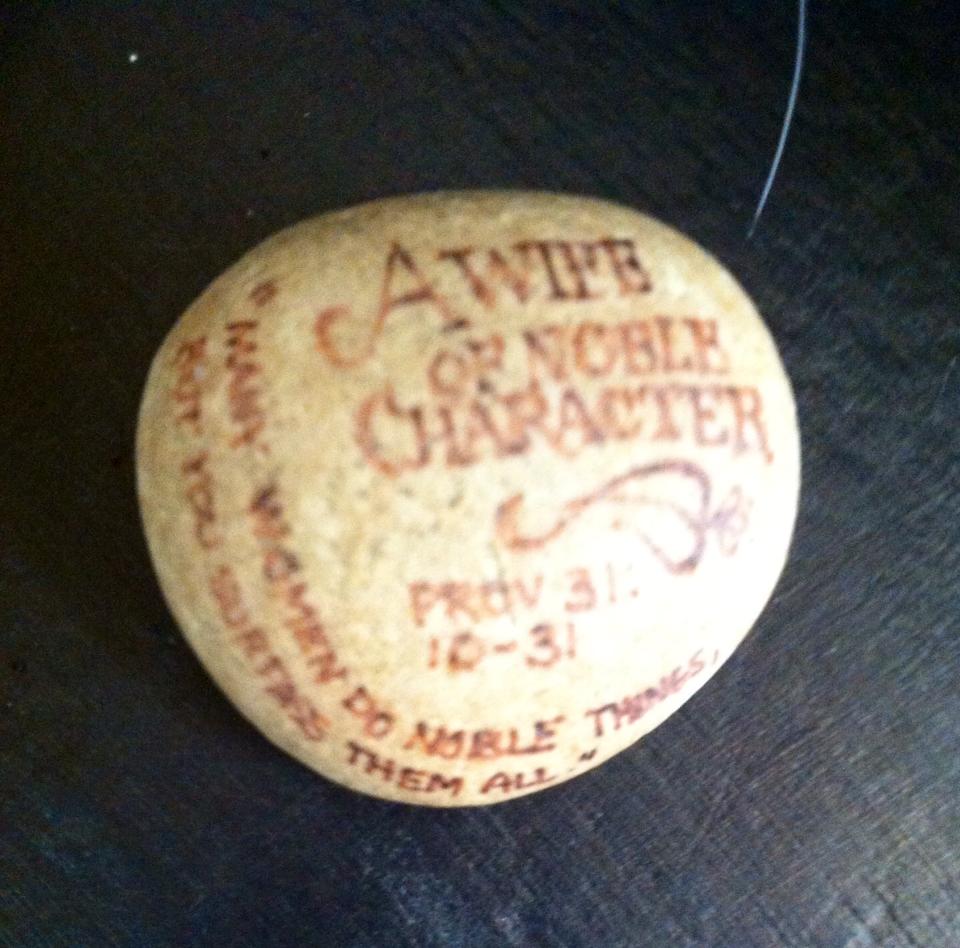 A WIFE
OF NOBLE
CHARACTER
PROV 31:
10-31
" MANY WOMEN DO NOBLE THINGS,
BUT YOU SURPASS THEM ALL."